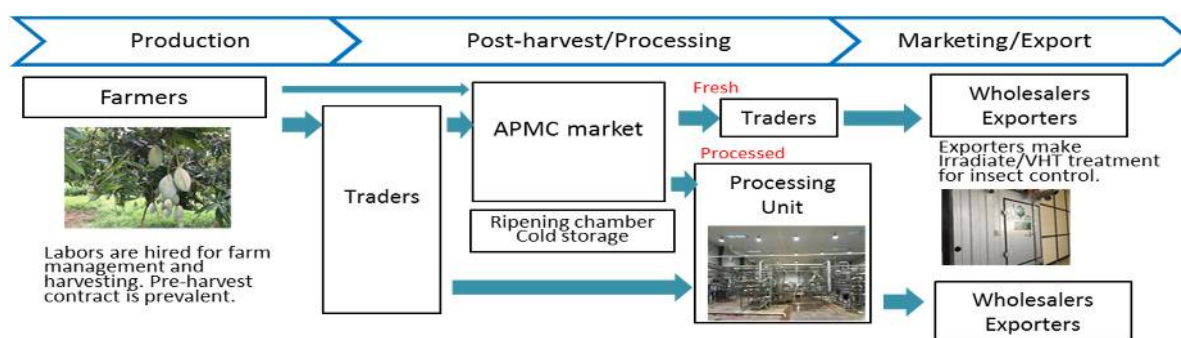 Production
Post-harvest/Processing
Marketing/Export
Farmers
Labors are hired for farm
management and
harvesting. Pre-harvest
contract is prevalent.
Traders
APMC market
Ripening chamber
Cold storage
Fresh
Traders
Processed
Processing
Unit
Wholesalers
Exporters
Exporters make
Irradiate/VHT treatment
for insect control.
Wholesalers
Exporters